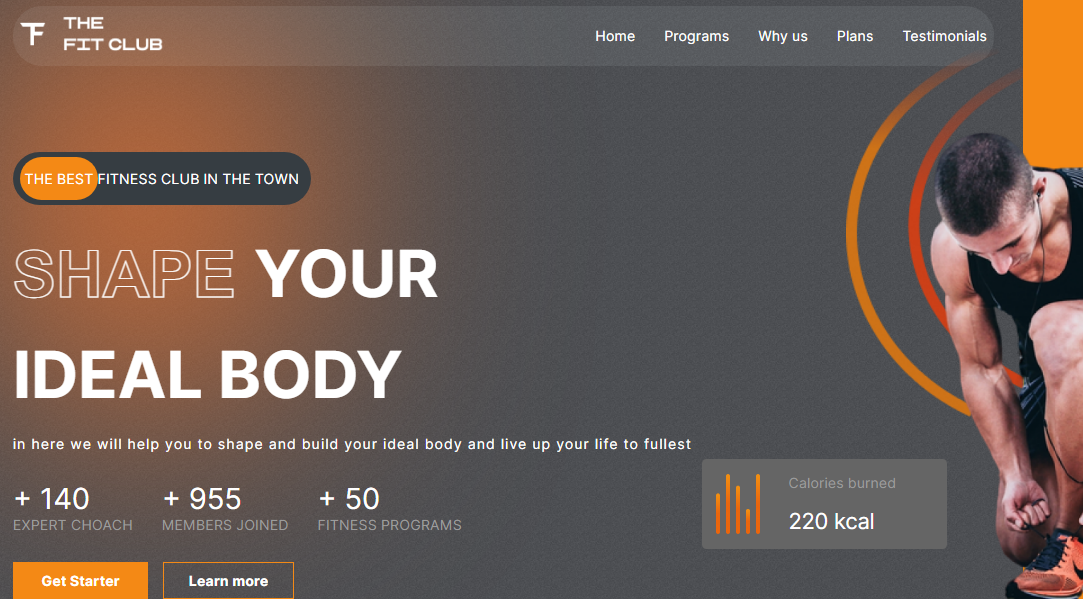 THE
FIT CLUB
Home Programs Why us Plans Testimonials
THE BEST FITNESS CLUB IN THE TOWN
SHAPE YOUR
IDEAL BODY
in here we will help you to shape and build your ideal body and live up your life to fullest
+ 140 + 955 + 50
EXPERT CHOACH MEMBERS JOINED FITNESS PROGRAMS
Calories burned
220 kcal
Get Starter Learn more